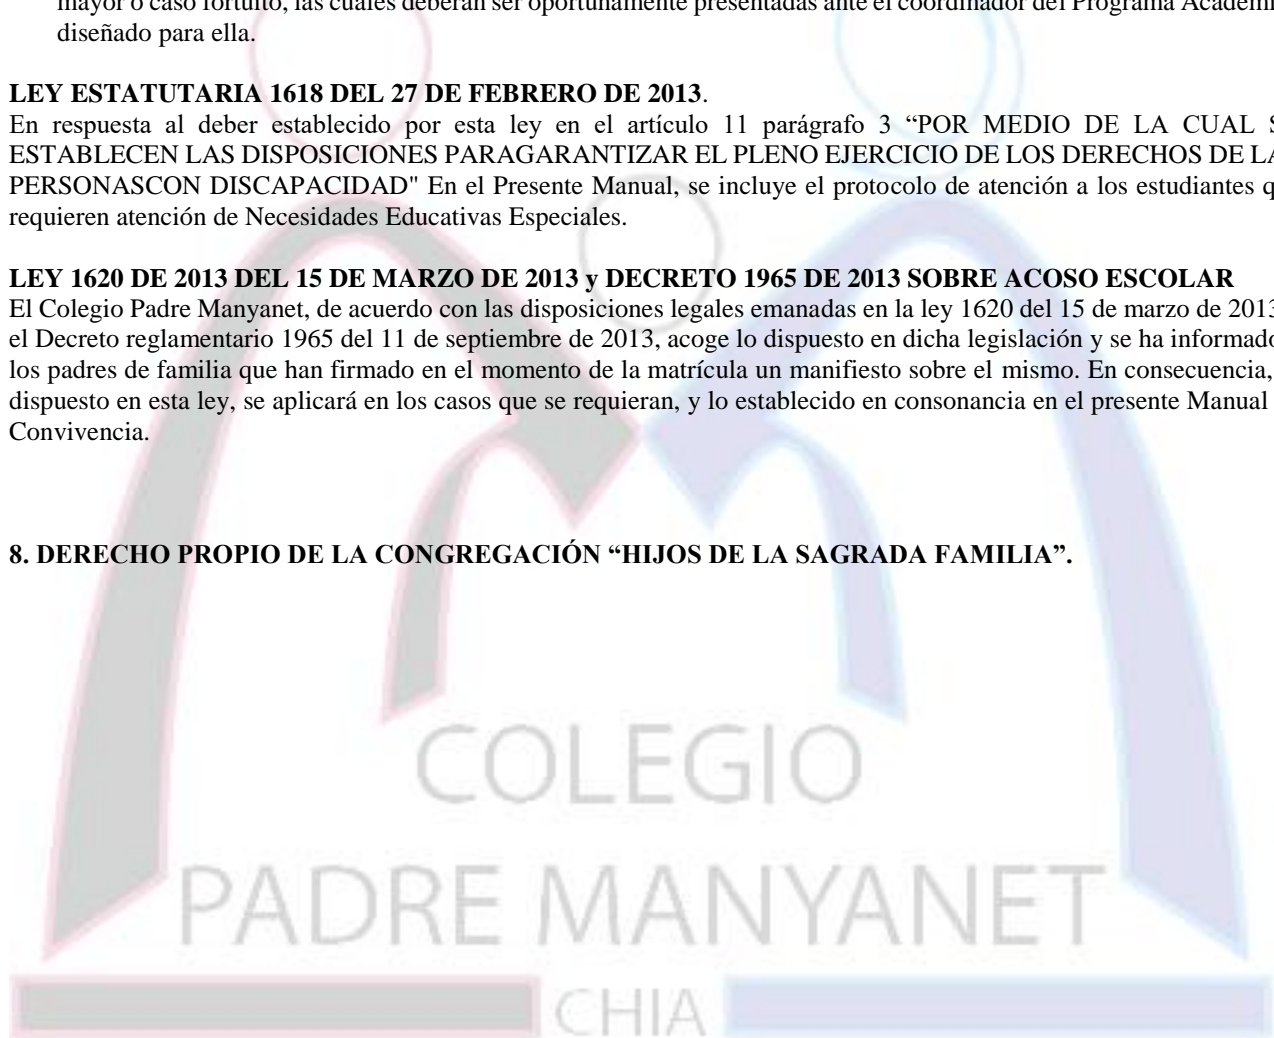 mayor o caso fortuito, las cuales deberán ser oportunamente presentadas ante el coordinador del Programa
diseñado para ella.
LEY ESTATUTARIA 1618 DEL 27 DE FEBRERO DE 2013.
En respuesta al deber establecido por esta ley en el artículo 11 parágrafo 3 “POR MEDIO DE LA CUAL
ESTABLECEN LAS DISPOSICIONES PARAGARANTIZAR EL PLENO EJERCICIO DE LOS DERECHOS DE
PERSONASCON DISCAPACIDAD" En el Presente Manual, se incluye el protocolo de atención a los estudiantes
requieren atención de Necesidades Educativas Especiales.
LEY 1620 DE 2013 DEL 15 DE MARZO DE 2013 y DECRETO 1965 DE 2013 SOBRE ACOSO ESCOLAR
El Colegio Padre Manyanet, de acuerdo con las disposiciones legales emanadas en la ley 1620 del 15 de marzo de 2013
el Decreto reglamentario 1965 del 11 de septiembre de 2013, acoge lo dispuesto en dicha legislación y se ha informado
los padres de familia que han firmado en el momento de la matrícula un manifiesto sobre el mismo. En consecuencia,
dispuesto en esta ley, se aplicará en los casos que se requieran, y lo establecido en consonancia en el presente Manual
Convivencia.
8. DERECHO PROPIO DE LA CONGREGACIÓN “HIJOS DE LA SAGRADA FAMILIA”.
COLEGIO
PADRE MANYANET
CHIA